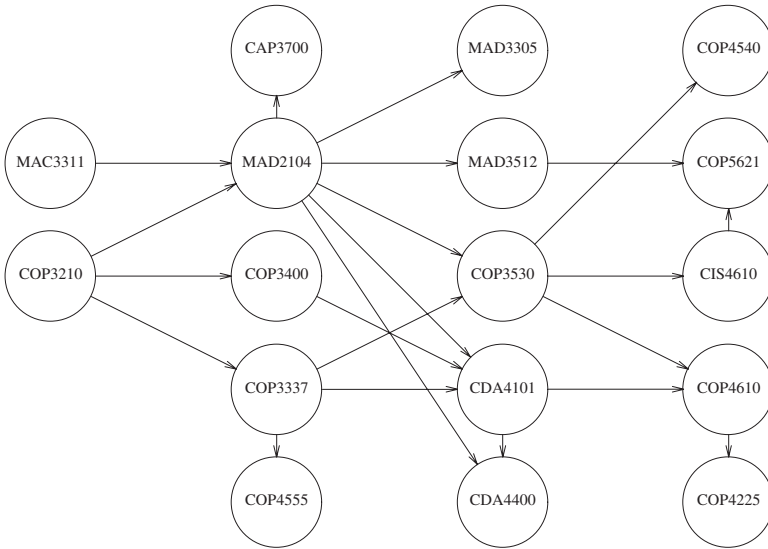 CAP3700
MAD3305
COP4540
MAC3311
MAD2104
MAD3512
COP5621
COP3210
COP3400
COP3530
CIS4610
COP3337
CDA4101
COP4610
COP4555
CDA4400
COP4225